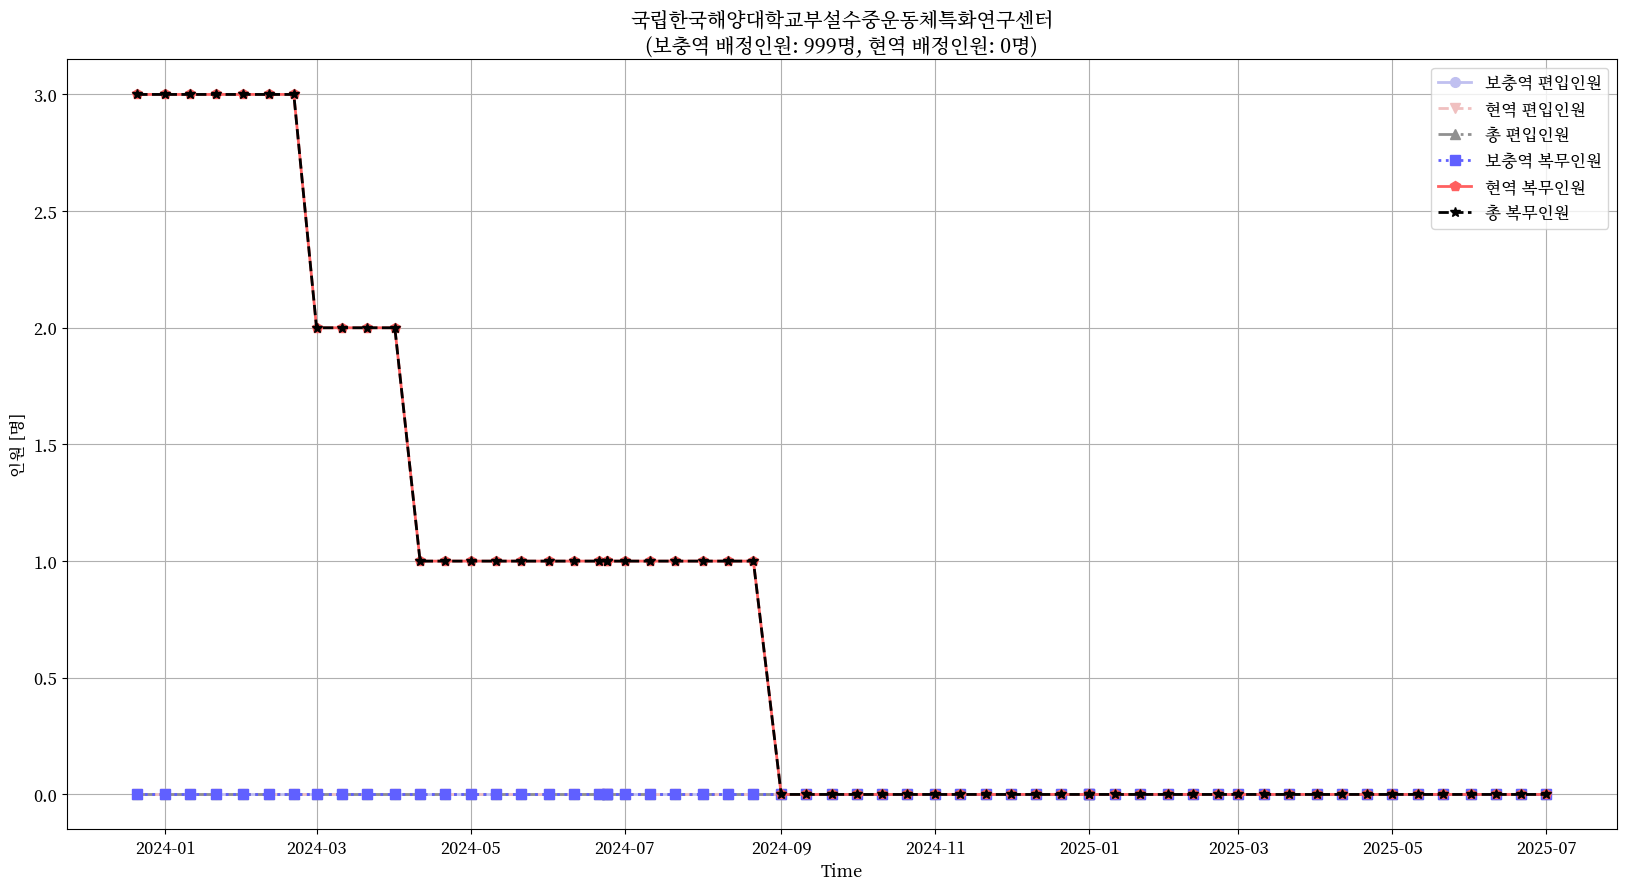 국립한국해양대학교부설수중운동체특화연구센터
(보충역 배정인원: 999명, 현역 배정인원: 0명)
보충역 편입인원
현역 편입인원
총 편입인원
보충역 복무인원
현역 복무인원
총 복무인원
인원 [명]
3.0
2.5
2.0
1.5
1.0
0.5
0.0
2024-01
2024-03
2024-05
2024-07
2024-09
2024-11
2025-01
2025-03
2025-05
2025-07
Time